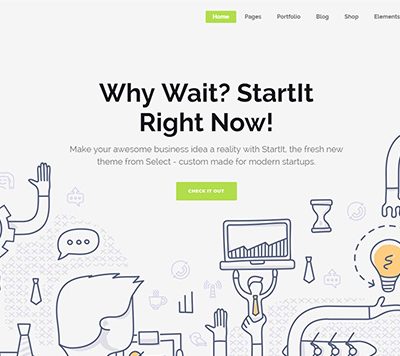 Home Pages Portfolio Blog Shop Elements
Why Wait? StartIt
Right Now!
Make your awesome business idea a reality with StartIt, the fresh new
theme from Select - custom made for modern startups.
CHECK IT OUT